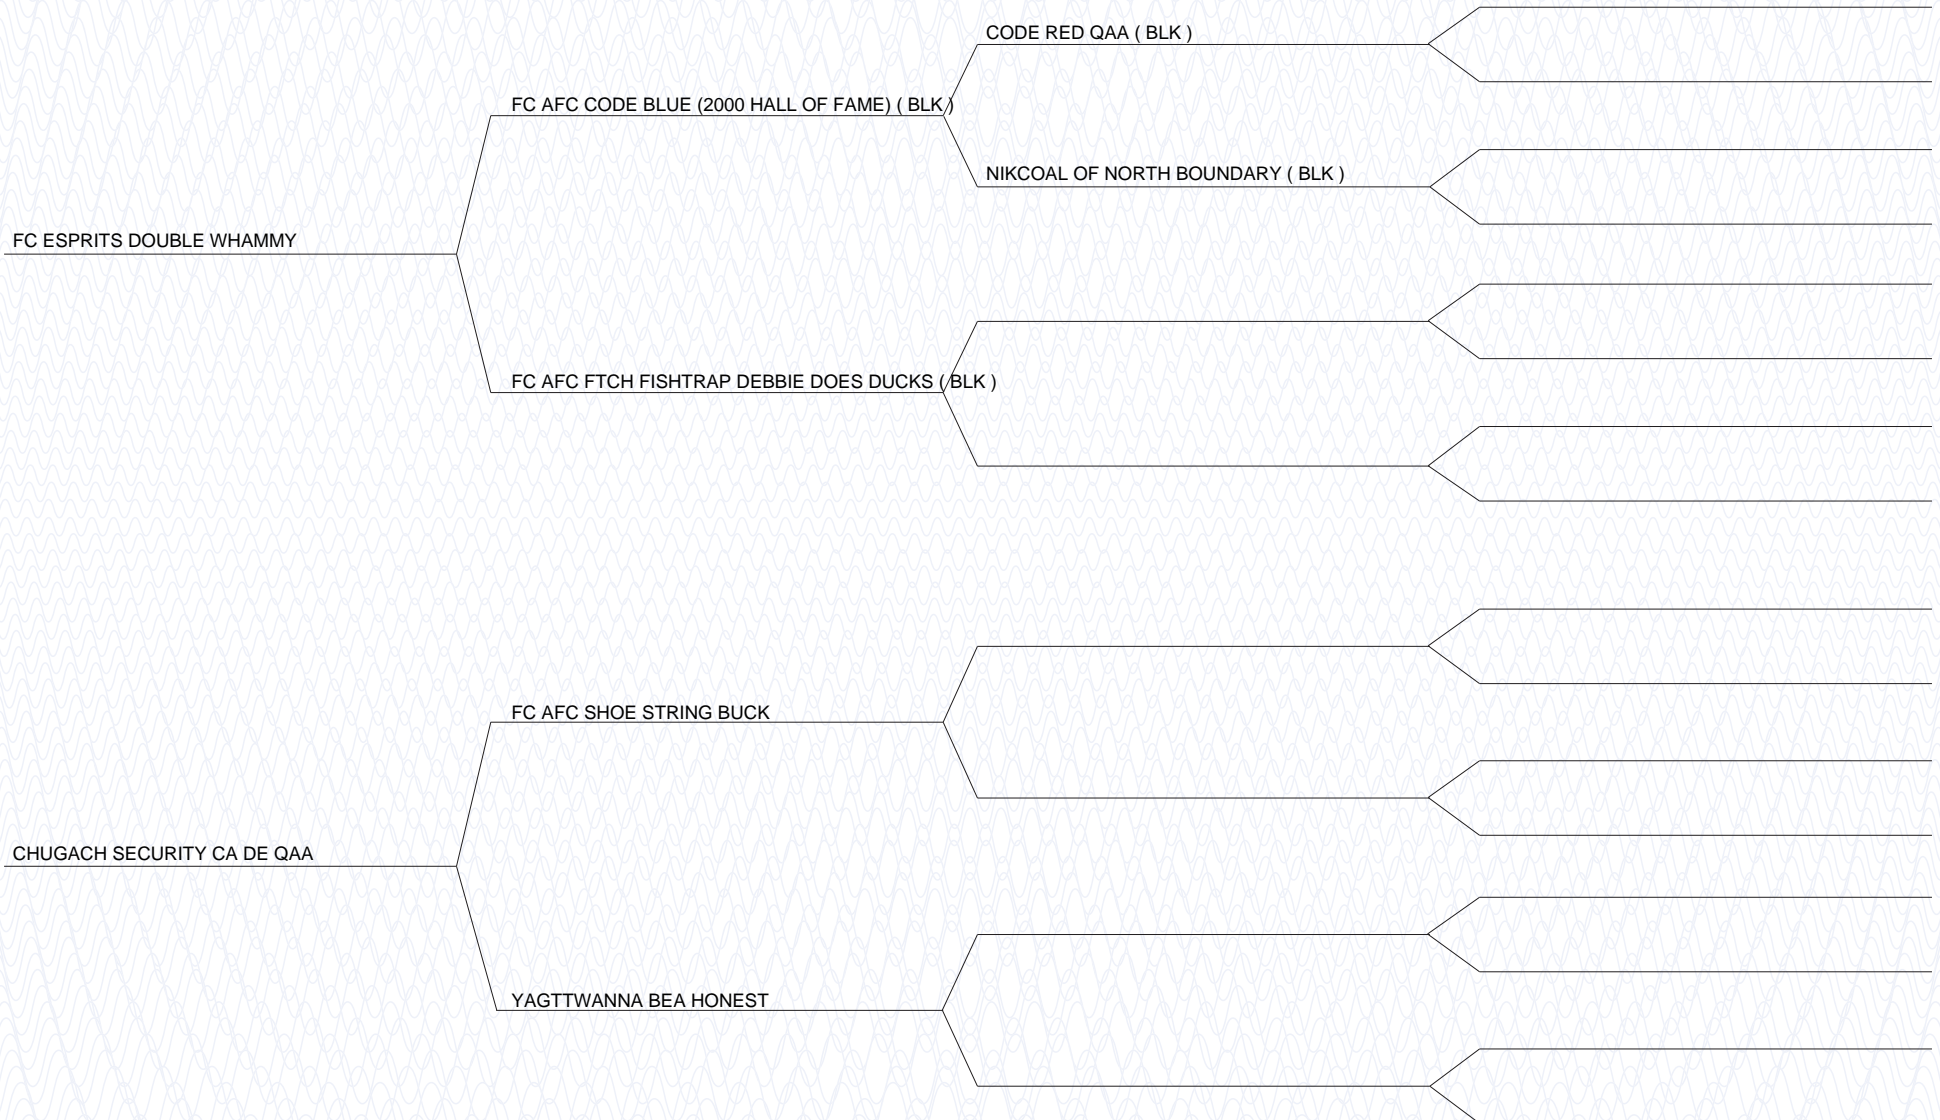 CODE RED QAA ( BLK )
FC AFC CODE BLUE (2000 HALL OF FAME) ( BLK )
NIKCOAL OF NORTH BOUNDARY ( BLK )
FC ESPRITS DOUBLE WHAMMY
FC AFC FTCH FISHTRAP DEBBIE DOES DUCKS ( BLK )
FC AFC SHOE STRING BUCK
CHUGACH SECURITY CA DE QAA
YAGTTWANNA BEA HONEST